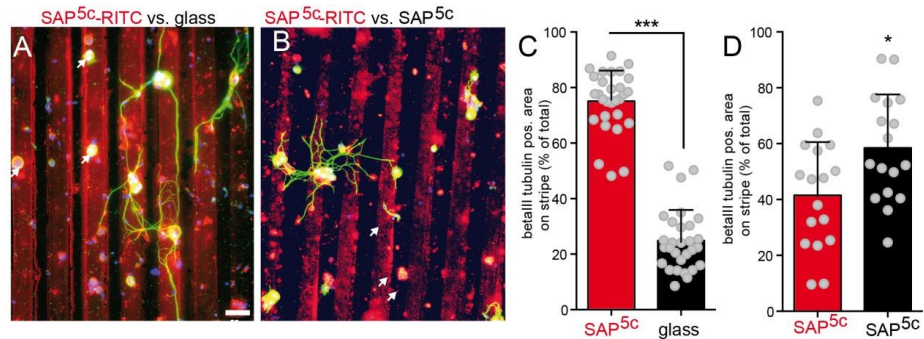 SAP5c-RITC vs. glass
SAP5c-RITC vs. SAP5c
A
B
C
***
betaIII tubulin pos. area
on stripe (% of total)
100
80
60
40
20
0
SAP5c
glass
D
*
betaIII tubulin pos. area
on stripe (% of total)
100
80
60
40
20
0
SAP5c
SAP5c